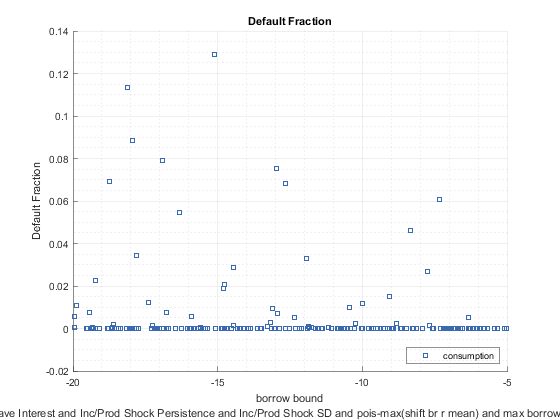 Default Fraction
0.14
0.12
0.1
0.08
0.06
0.04
0.02
0
-0.02
Default Fraction
-20
-15
-10
-5
consumption
borrow bound
ave Interest and Inc/Prod Shock Persistence and Inc/Prod Shock SD and pois-max(shift br r mean) and max borrow